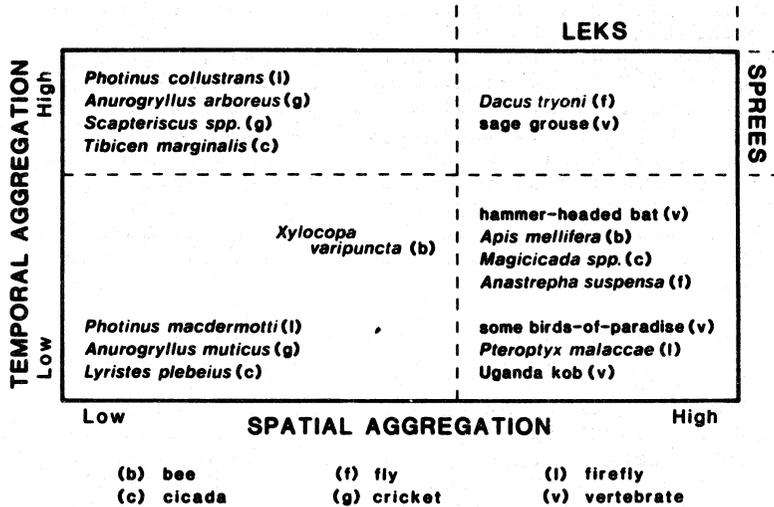 LEKS
SPREES
TEMPORAL AGGREGATION
High
Low
Photinus collustrans (l)
Anurogryllus arboreus (g)
Scapteriscus spp. (g)
Tibicen marginalis (c)
Dacus tryoni (f)
sage grouse (v)
Xylocopa
varipuncta (b)
hammer-headed bat (v)
Apis mellifera (b)
Magicicada spp. (c)
Anastrepha suspensa (f)
Photinus macdermotti (l)
Anurogryllus muticus (g)
Lyristes plebeius (c)
some birds-of-paradise (v)
Pteroptyx malaccae (l)
Uganda kob (v)
Low
High
SPATIAL AGGREGATION
(b) bee (f) fly (l) firefly
(c) cicada (g) cricket (v) vertebrate